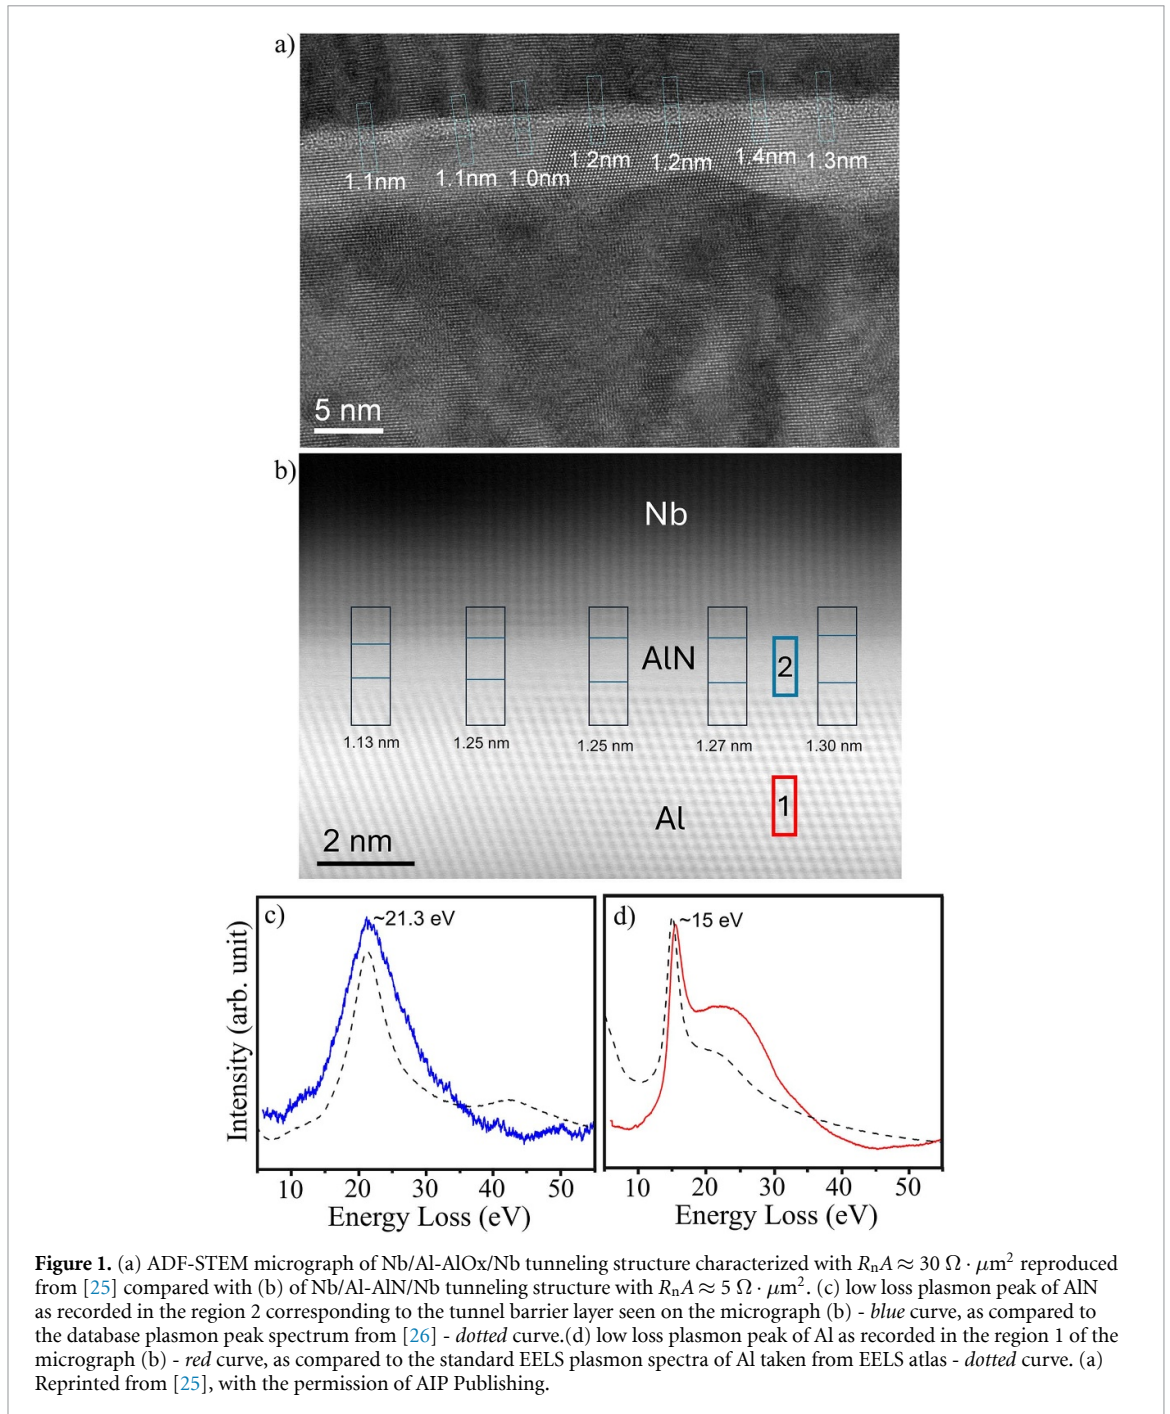 a)
1.1nm 1.1nm 1.0nm 1.2nm 1.2nm 1.4nm 1.3nm
5 nm
b)
Nb
AlN
2
1.13 nm 1.25 nm 1.25 nm 1.27 nm 1.30 nm
1
Al
2 nm
c)
~21.3 eV
Intensity (arb. unit)
10 20 30 40 50
Energy Loss (eV)
d)
~15 eV
10 20 30 40 50
Energy Loss (eV)
Figure 1. (a) ADF-STEM micrograph of Nb/Al-AlOx/Nb tunneling structure characterized with RₙA ≈ 30 Ω · μm² reproduced
from [25] compared with (b) of Nb/Al-AlN/Nb tunneling structure with RₙA ≈ 5 Ω · μm². (c) low loss plasmon peak of AlN
as recorded in the region 2 corresponding to the tunnel barrier layer seen on the micrograph (b) - blue curve, as compared to
the database plasmon peak spectrum from [26] - dotted curve.(d) low loss plasmon peak of Al as recorded in the region 1 of the
micrograph (b) - red curve, as compared to the standard EELS plasmon spectra of Al taken from EELS atlas - dotted curve. (a)
Reprinted from [25], with the permission of AIP Publishing.